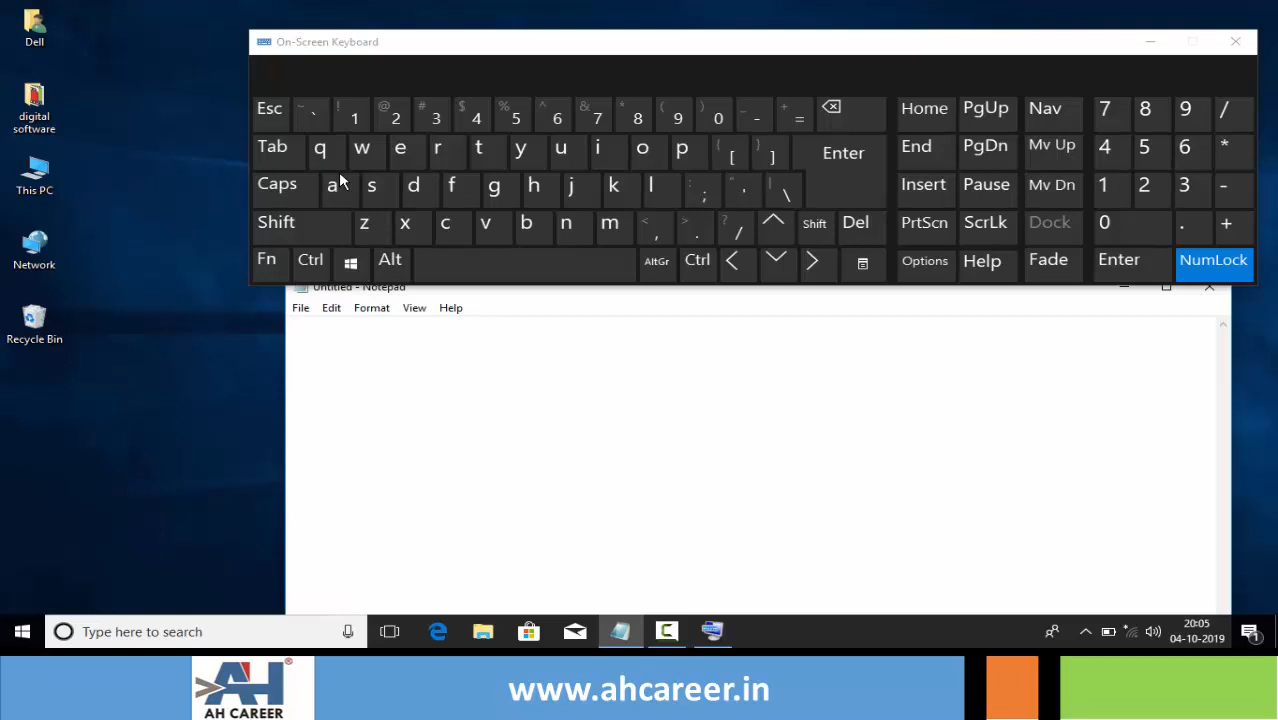 Dell
digital
software
This PC
Network
Recycle Bin
On-Screen Keyboard
Esc ~ ` ! 1 @ 2 # 3 $ 4 % 5 ^ 6 & 7 * 8 ( 9 ) 0 _ - + = Home PgUp Nav 7 8 9 /
Tab q w e r t y u i o p { [ } ] Enter End PgDn Mv Up 4 5 6 *
Caps a s d f g h j k l : ; " ' | \ Insert Pause Mv Dn 1 2 3 -
Shift z x c v b n m < , > . ? / Shift Del PrtScn ScrLk Dock 0 . +
Fn Ctrl Alt AltGr Ctrl Options Help Fade Enter NumLock
Untitled - Notepad
File Edit Format View Help
Type here to search
20:05
04-10-2019
1
AH
®
AH CAREER
www.ahcareer.in